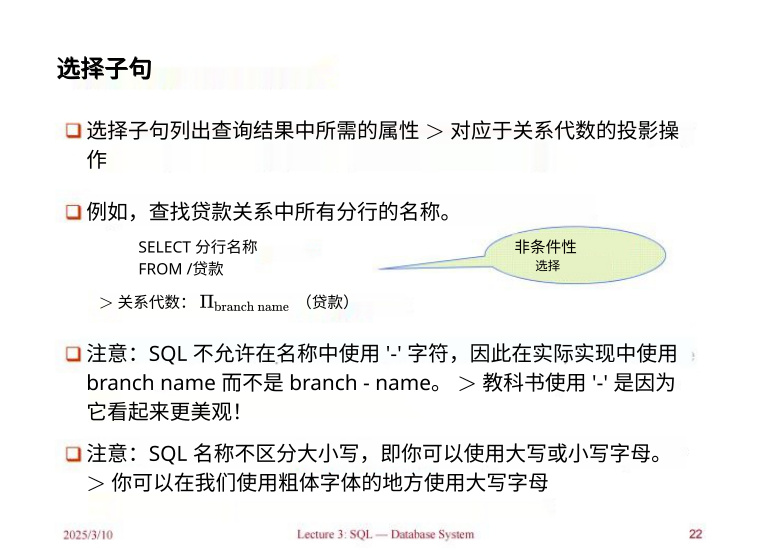 选择子句
选择子句列出查询结果中所需的属性 > 对应于关系代数的投影操
作
例如，查找贷款关系中所有分行的名称。
SELECT 分行名称
FROM /贷款
非条件性
选择
> 关系代数： Π_branch name （贷款）
注意：SQL 不允许在名称中使用 '-' 字符，因此在实际实现中使用
branch name 而不是 branch - name。 > 教科书使用 '-' 是因为
它看起来更美观！
注意：SQL 名称不区分大小写，即你可以使用大写或小写字母。
> 你可以在我们使用粗体字体的地方使用大写字母
2025/3/10
Lecture 3: SQL — Database System
22